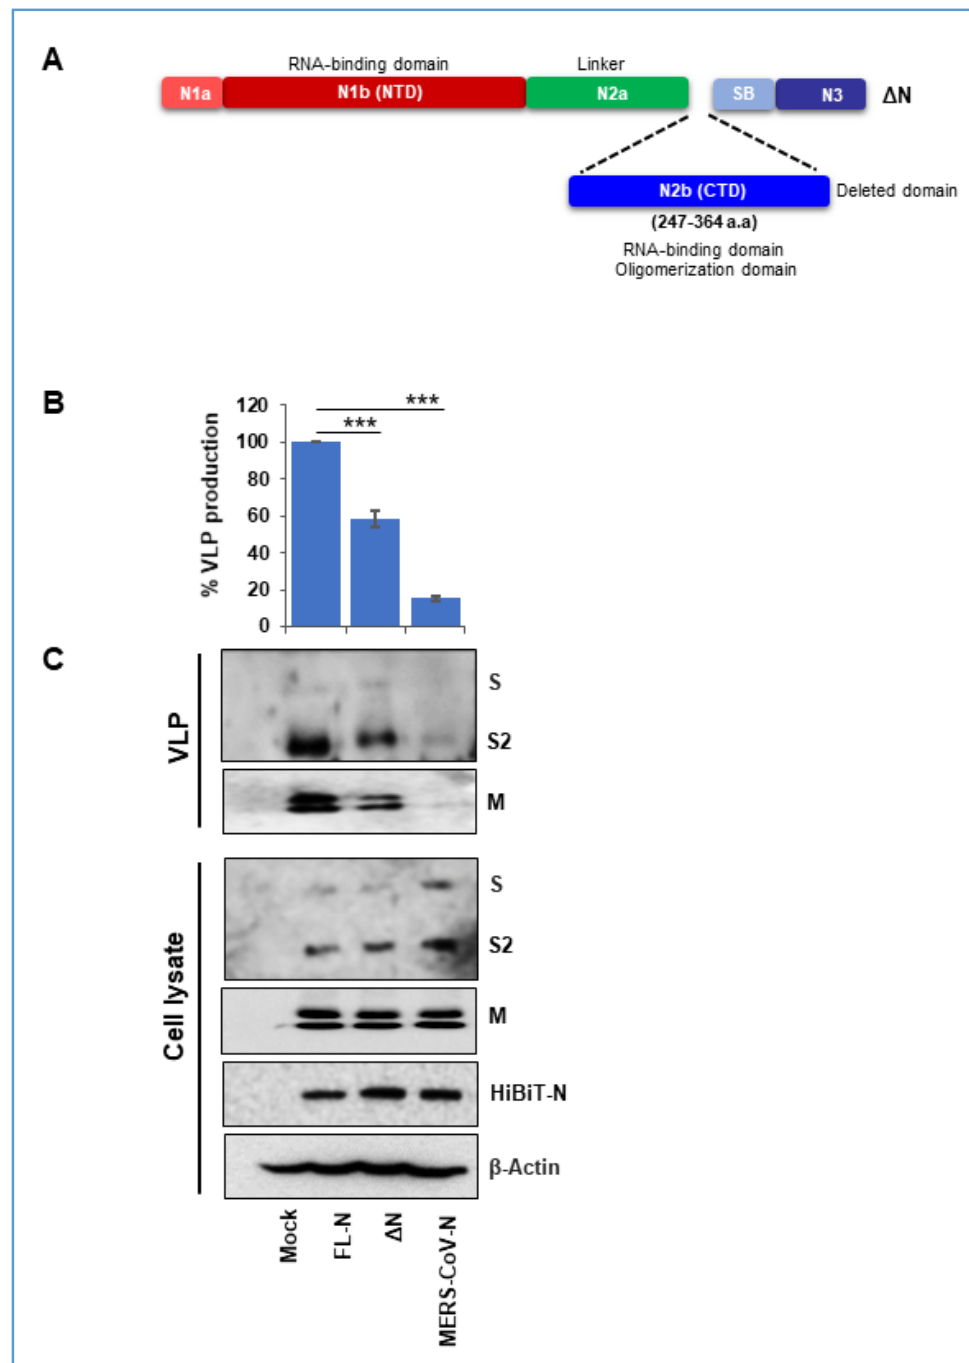 A
RNA-binding domain
Linker
N1a
N1b (NTD)
N2a
SB
N3
ΔN
N2b (CTD)
Deleted domain
(247-364 a.a)
RNA-binding domain
Oligomerization domain
B
% VLP production
120
100
80
60
40
20
0
***
***
C
VLP
S
S2
M
Cell lysate
S
S2
M
HiBiT-N
β-Actin
Mock
FL-N
ΔN
MERS-CoV-N